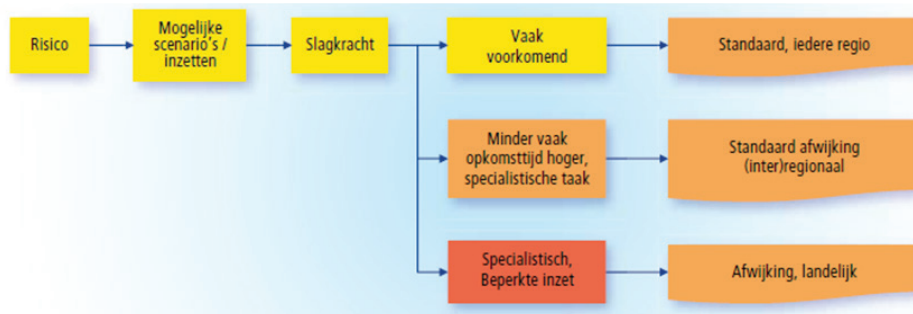 Risico
Mogelijke
scenario's /
inzetten
Slagkracht
Vaak
voorkomend
Standaard, iedere regio
Minder vaak
opkomsttijd hoger,
specialistische taak
Standaard afwijking
(inter)regionaal
Specialistisch,
Beperkte inzet
Afwijking, landelijk